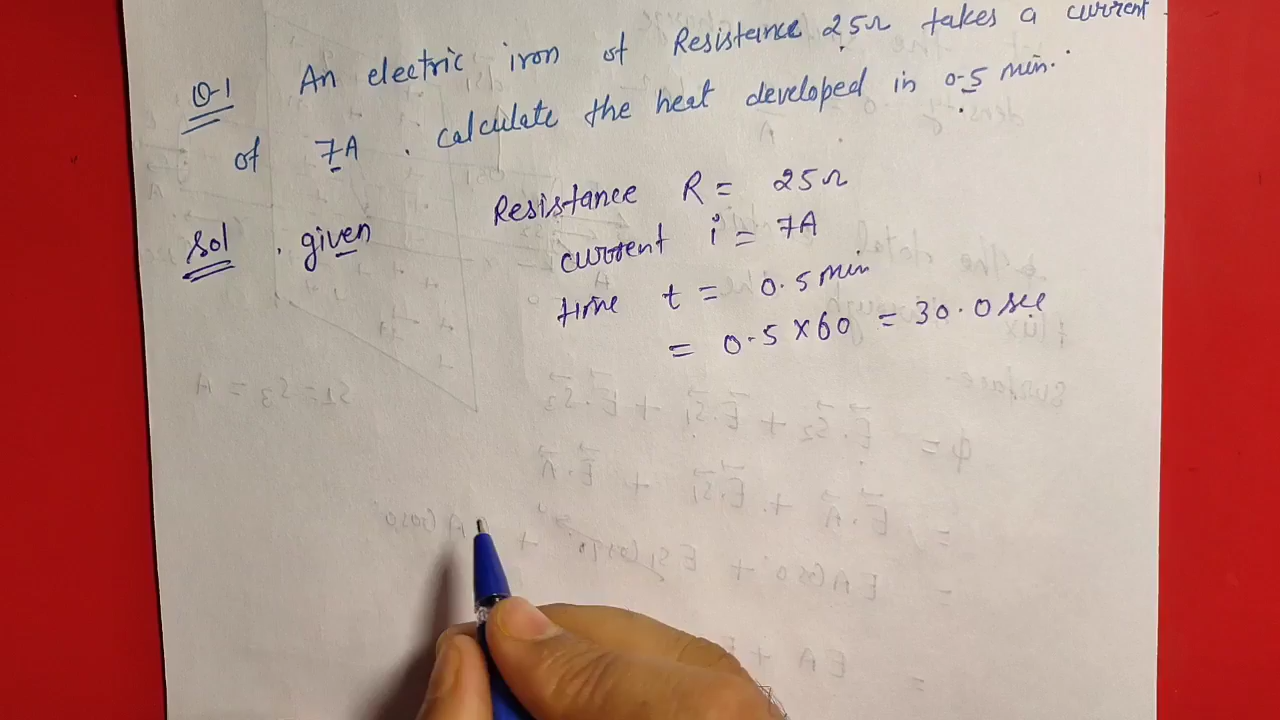 Q-1 An electric iron of Resistance 25Ω takes a current
of 7A . calculate the heat developed in 0.5 min.
Sol . given Resistance R = 25Ω
current i = 7A
time t = 0.5 min
= 0.5 x 60 = 30.0 sec